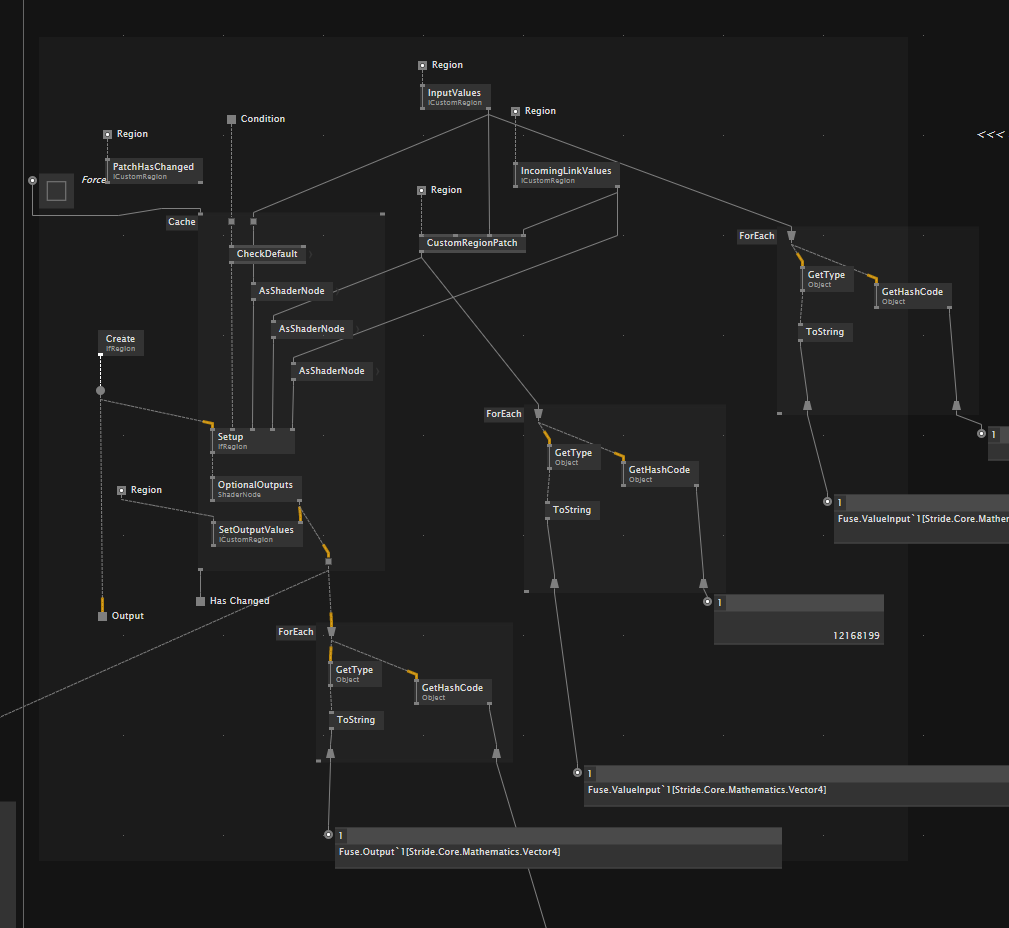 Region
InputValues
ICustomRegion
Region
Condition
Region
<<<
PatchHasChanged
ICustomRegion
IncomingLinkValues
ICustomRegion
Force
Region
Cache
CustomRegionPatch
ForEach
CheckDefault
GetType
Object
GetHashCode
Object
AsShaderNode
AsShaderNode
ToString
Create
IfRegion
AsShaderNode
ForEach
1
Setup
IfRegion
GetType
Object
GetHashCode
Object
OptionalOutputs
ShaderNode
Region
1
ToString
Fuse.ValueInput`1[Stride.Core.Mather
SetOutputValues
ICustomRegion
Has Changed
1
Output
ForEach
12168199
GetType
Object
GetHashCode
Object
ToString
1
Fuse.ValueInput`1[Stride.Core.Mathematics.Vector4]
1
Fuse.Output`1[Stride.Core.Mathematics.Vector4]